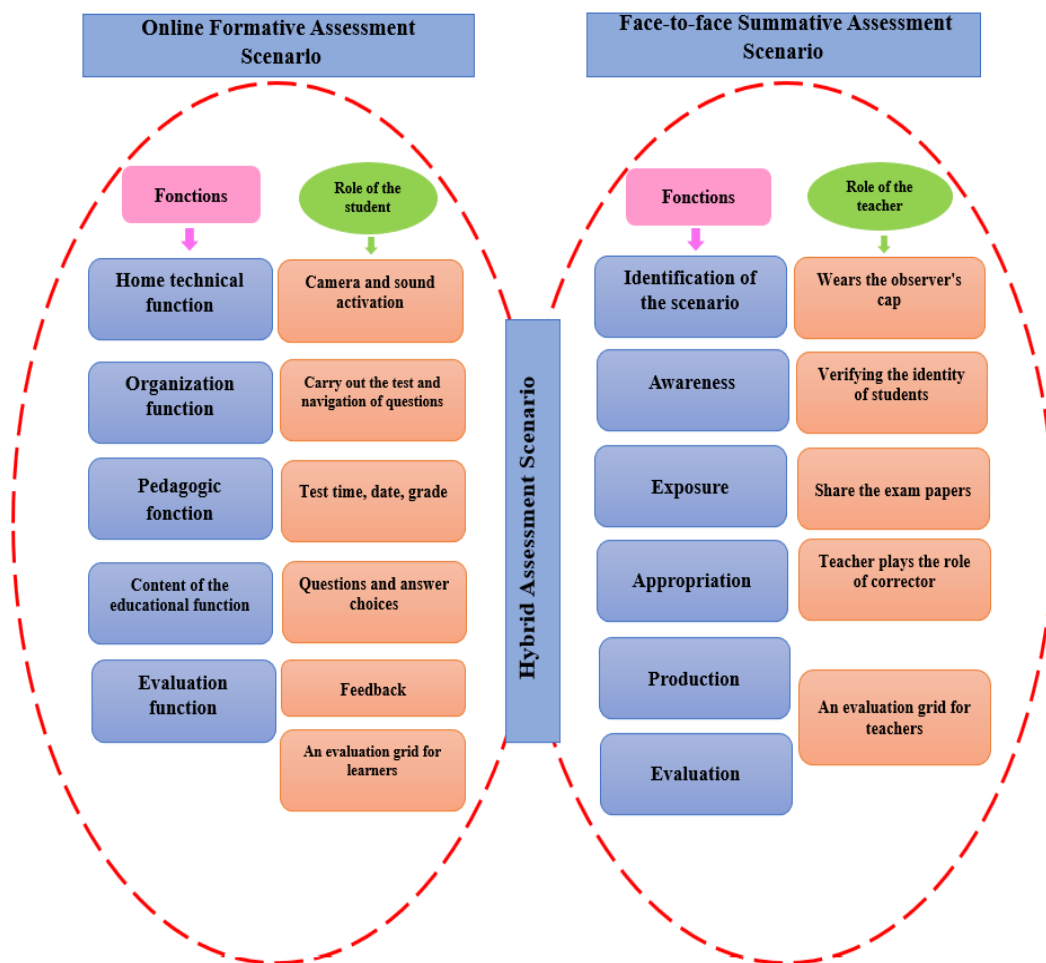 Online Formative Assessment
Scenario
Fonctions
Role of the
student
Home technical
function
Camera and sound
activation
Organization
function
Carry out the test and
navigation of questions
Pedagogic
fonction
Test time, date, grade
Content of the
educational function
Questions and answer
choices
Evaluation
function
Feedback
An evaluation grid for
learners
Hybrid Assessment Scenario
Face-to-face Summative Assessment
Scenario
Fonctions
Role of the
teacher
Identification of
the scenario
Wears the observer's
cap
Awareness
Verifying the identity
of students
Exposure
Share the exam papers
Appropriation
Teacher plays the role
of corrector
Production
An evaluation grid for
teachers
Evaluation